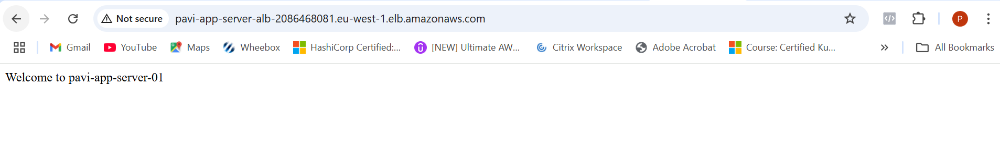 Not secure pavi-app-server-alb-2086468081.eu-west-1.elb.amazonaws.com P
Gmail YouTube Maps Wheebox HashiCorp Certified:... [NEW] Ultimate AW... Citrix Workspace Adobe Acrobat Course: Certified Ku... » All Bookmarks
Welcome to pavi-app-server-01